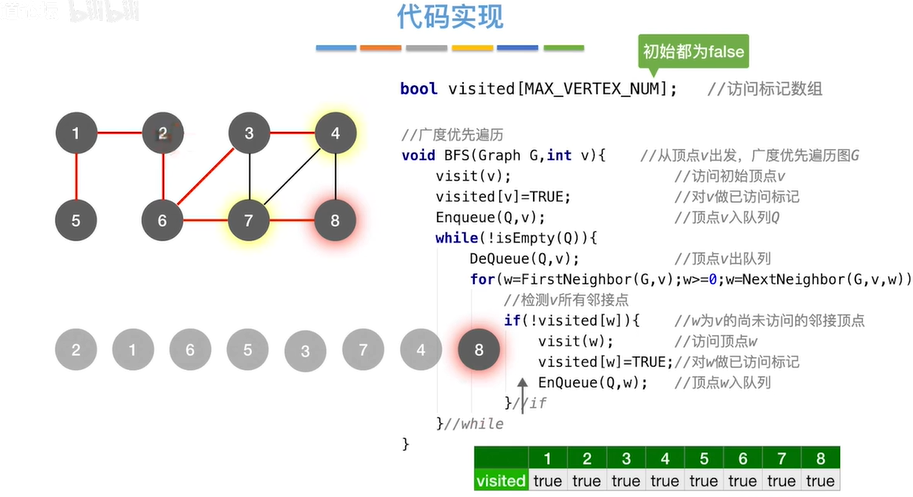 bilibili
代码实现
初始都为false
bool visited[MAX_VERTEX_NUM];   //访问标记数组
//广度优先遍历
void BFS(Graph G,int v){    //从顶点v出发，广度优先遍历图G
visit(v);   //访问初始顶点v
visited[v]=TRUE;   //对v做已访问标记
Enqueue(Q,v);   //顶点v入队列Q
while(!isEmpty(Q)){
DeQueue(Q,v);   //顶点v出队列
for(w=FirstNeighbor(G,v);w>=0;w=NextNeighbor(G,v,w))
//检测v所有邻接点
if(!visited[w]){   //w为v的尚未访问的邻接顶点
visit(w);   //访问顶点w
visited[w]=TRUE;//对w做已访问标记
EnQueue(Q,w);   //顶点w入队列
}//if
}//while
}
1 2 3 4
5 6 7 8
2 1 6 5 3 7 4 8
1 2 3 4 5 6 7 8
visited true true true true true true true true